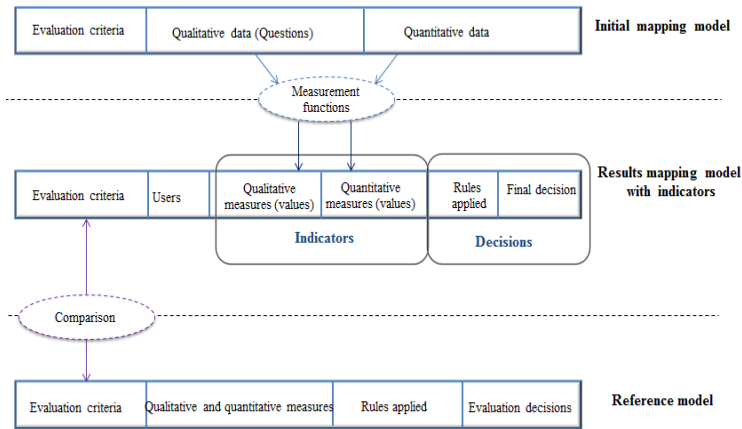 Evaluation criteria
Qualitative data (Questions)
Quantitative data
Initial mapping model
Measurement
functions
Evaluation criteria
Users
Qualitative
measures (values)
Quantitative
measures (values)
Rules
applied
Final decision
Results mapping model
with indicators
Indicators
Decisions
Comparison
Evaluation criteria
Qualitative and quantitative measures
Rules applied
Evaluation decisions
Reference model